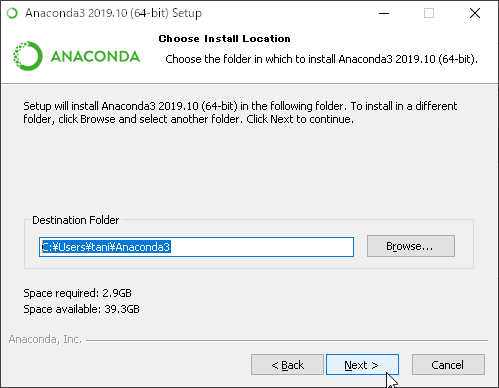 Anaconda3 2019.10 (64-bit) Setup
ANACONDA
Choose Install Location
Choose the folder in which to install Anaconda3 2019.10 (64-bit).
Setup will install Anaconda3 2019.10 (64-bit) in the following folder. To install in a different
folder, click Browse and select another folder. Click Next to continue.
Destination Folder
C:¥Users¥tani¥Anaconda3
Browse...
Space required: 2.9GB
Space available: 39.3GB
Anaconda, Inc.
< Back
Next >
Cancel